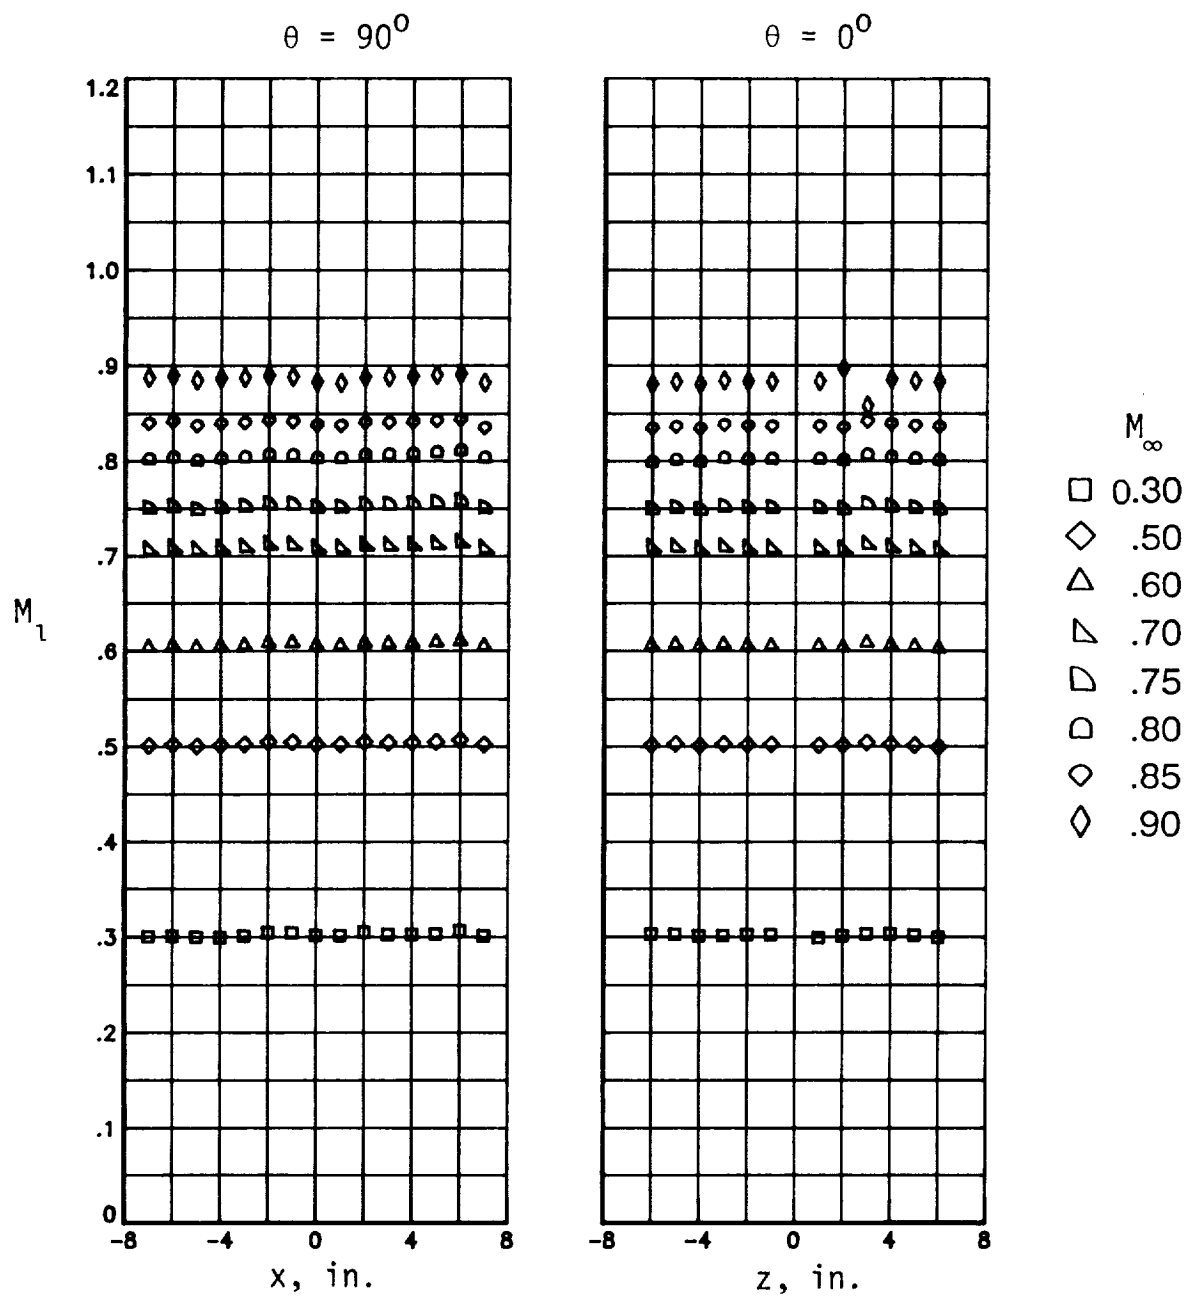 θ = 90°
θ = 0°
1.2
1.1
1.0
.9
.8
.7
.6
.5
.4
.3
.2
.1
0
M_l
-8 -4 0 4 8
x, in.
-8 -4 0 4 8
z, in.
M_∞
0.30
.50
.60
.70
.75
.80
.85
.90